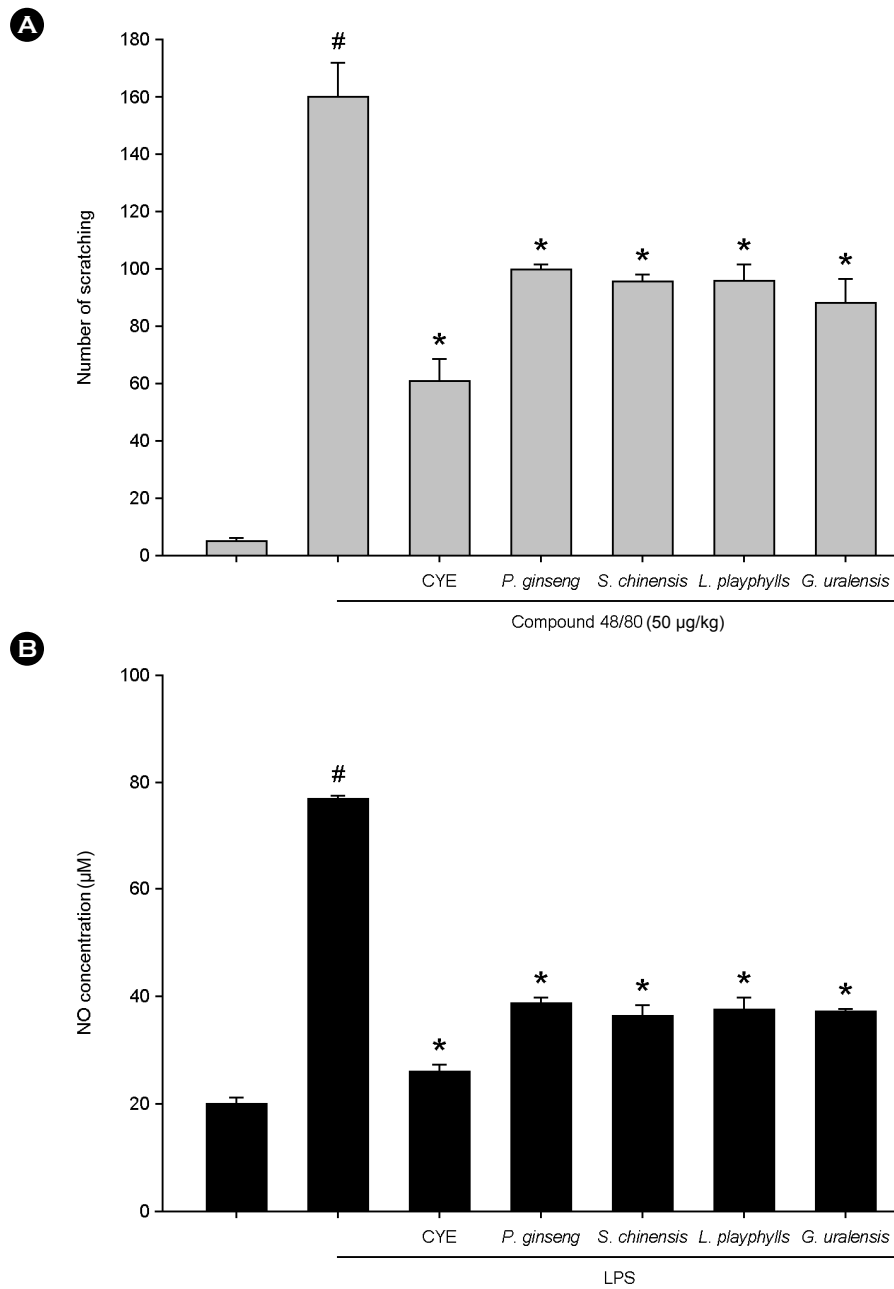 A
180
160
140
120
100
80
60
40
20
0
Number of scratching
#
*
*
*
*
*
CYE
P. ginseng
S. chinensis
L. playphylls
G. uralensis
Compound 48/80 (50 µg/kg)
B
100
80
60
40
20
0
NO concentration (µM)
#
*
*
*
*
*
CYE
P. ginseng
S. chinensis
L. playphylls
G. uralensis
LPS